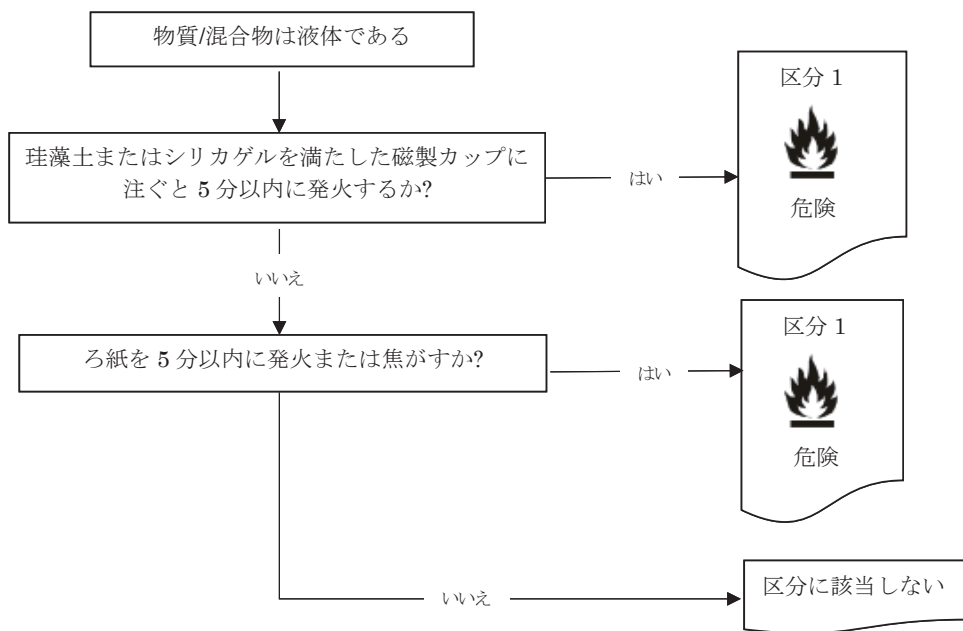 物質/混合物は液体である
珪藻土またはシリカゲルを満たした磁製カップに
注ぐと 5 分以内に発火するか?
はい
区分 1
危険
いいえ
ろ紙を 5 分以内に発火または焦がすか?
はい
区分 1
危険
いいえ
区分に該当しない